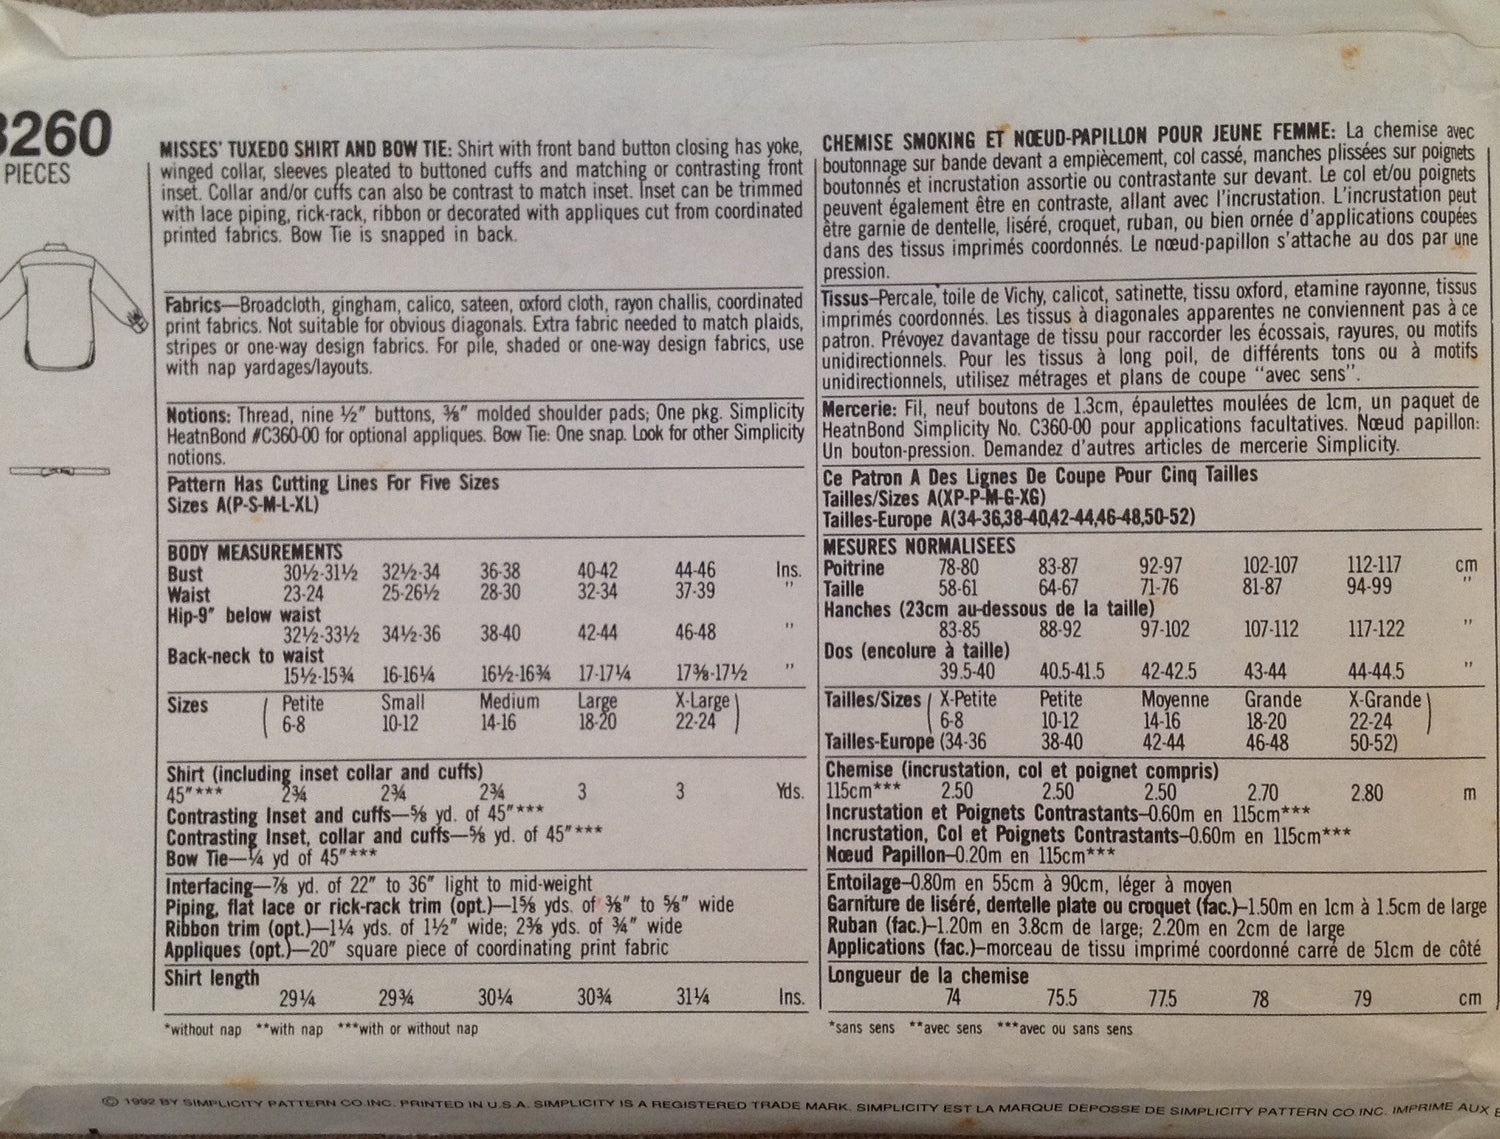 3260
PIECES
MISSES' TUXEDO SHIRT AND BOW TIE: Shirt with front band button closing has yoke,
winged collar, sleeves pleated to buttoned cuffs and matching or contrasting front
inset. Collar and/or cuffs can also be contrast to match inset. Inset can be trimmed
with lace piping, rick-rack, ribbon or decorated with appliques cut from coordinated
printed fabrics. Bow Tie is snapped in back.
Fabrics—Broadcloth, gingham, calico, sateen, oxford cloth, rayon challis, coordinated
print fabrics. Not suitable for obvious diagonals. Extra fabric needed to match plaids,
stripes or one-way design fabrics. For pile, shaded or one-way design fabrics, use
with nap yardages/layouts.
Notions: Thread, nine ½" buttons, ⅜" molded shoulder pads; One pkg. Simplicity
HeatnBond #C360-00 for optional appliques. Bow Tie: One snap. Look for other Simplicity
notions.
Pattern Has Cutting Lines For Five Sizes
Sizes A(P-S-M-L-XL)
BODY MEASUREMENTS
Bust 30½-31½ 32½-34 36-38 40-42 44-46 Ins.
Waist 23-24 25-26½ 28-30 32-34 37-39 "
Hip-9" below waist
32½-33½ 34½-36 38-40 42-44 46-48 "
Back-neck to waist
15½-15¾ 16-16¼ 16½-16¾ 17-17¼ 17⅜-17½ "
Sizes ( Petite Small Medium Large X-Large )
6-8 10-12 14-16 18-20 22-24
Shirt (including inset collar and cuffs)
45"*** 2¾ 2¾ 2¾ 3 3 Yds.
Contrasting Inset and cuffs—⅝ yd. of 45"***
Contrasting Inset, collar and cuffs—⅝ yd. of 45"***
Bow Tie—¼ yd of 45"***
Interfacing—⅞ yd. of 22" to 36" light to mid-weight
Piping, flat lace or rick-rack trim (opt.)—1⅝ yds. of ⅜" to ⅝" wide
Ribbon trim (opt.)—1¼ yds. of 1½" wide; 2⅜ yds. of ¾" wide
Appliques (opt.)—20" square piece of coordinating print fabric
Shirt length
29¼ 29¾ 30¼ 30¾ 31¼ Ins.
*without nap **with nap ***with or without nap
CHEMISE SMOKING ET NŒUD-PAPILLON POUR JEUNE FEMME: La chemise avec
boutonnage sur bande devant a empiècement, col cassé, manches plissées sur poignets
boutonnés et incrustation assortie ou contrastante sur devant. Le col et/ou poignets
peuvent également être en contraste, allant avec l'incrustation. L'incrustation peut
être garnie de dentelle, liséré, croquet, ruban, ou bien ornée d'applications coupées
dans des tissus imprimés coordonnés. Le nœud-papillon s'attache au dos par une
pression.
Tissus—Percale, toile de Vichy, calicot, satinette, tissu oxford, etamine rayonne, tissus
imprimés coordonnés. Les tissus à diagonales apparentes ne conviennent pas à ce
patron. Prévoyez davantage de tissu pour raccorder les écossais, rayures, ou motifs
unidirectionnels. Pour les tissus à long poil, de différents tons ou à motifs
unidirectionnels, utilisez métrages et plans de coupe "avec sens".
Mercerie: Fil, neuf boutons de 1.3cm, épaulettes moulées de 1cm, un paquet de
HeatnBond Simplicity No. C360-00 pour applications facultatives. Nœud papillon:
Un bouton-pression. Demandez d'autres articles de mercerie Simplicity.
Ce Patron A Des Lignes De Coupe Pour Cinq Tailles
Tailles/Sizes A(XP-P-M-G-XG)
Tailles-Europe A(34-36,38-40,42-44,46-48,50-52)
MESURES NORMALISEES
Poitrine 78-80 83-87 92-97 102-107 112-117 cm
Taille 58-61 64-67 71-76 81-87 94-99 "
Hanches (23cm au-dessous de la taille)
83-85 88-92 97-102 107-112 117-122 "
Dos (encolure à taille)
39.5-40 40.5-41.5 42-42.5 43-44 44-44.5 "
Tailles/Sizes ( X-Petite Petite Moyenne Grande X-Grande )
6-8 10-12 14-16 18-20 22-24
Tailles-Europe (34-36 38-40 42-44 46-48 50-52)
Chemise (incrustation, col et poignet compris)
115cm*** 2.50 2.50 2.50 2.70 2.80 m
Incrustation et Poignets Contrastants—0.60m en 115cm***
Incrustation, Col et Poignets Contrastants—0.60m en 115cm***
Nœud Papillon—0.20m en 115cm***
Entoilage—0.80m en 55cm à 90cm, léger à moyen
Garniture de liséré, dentelle plate ou croquet (fac.)—1.50m en 1cm à 1.5cm de large
Ruban (fac.)—1.20m en 3.8cm de large; 2.20m en 2cm de large
Applications (fac.)—morceau de tissu imprimé coordonné carré de 51cm de côté
Longueur de la chemise
74 75.5 77.5 78 79 cm
*sans sens **avec sens ***avec ou sans sens
© 1992 BY SIMPLICITY PATTERN CO.INC. PRINTED IN U.S.A. SIMPLICITY IS A REGISTERED TRADE MARK. SIMPLICITY EST LA MARQUE DEPOSSE DE SIMPLICITY PATTERN CO.INC. IMPRIME AUX